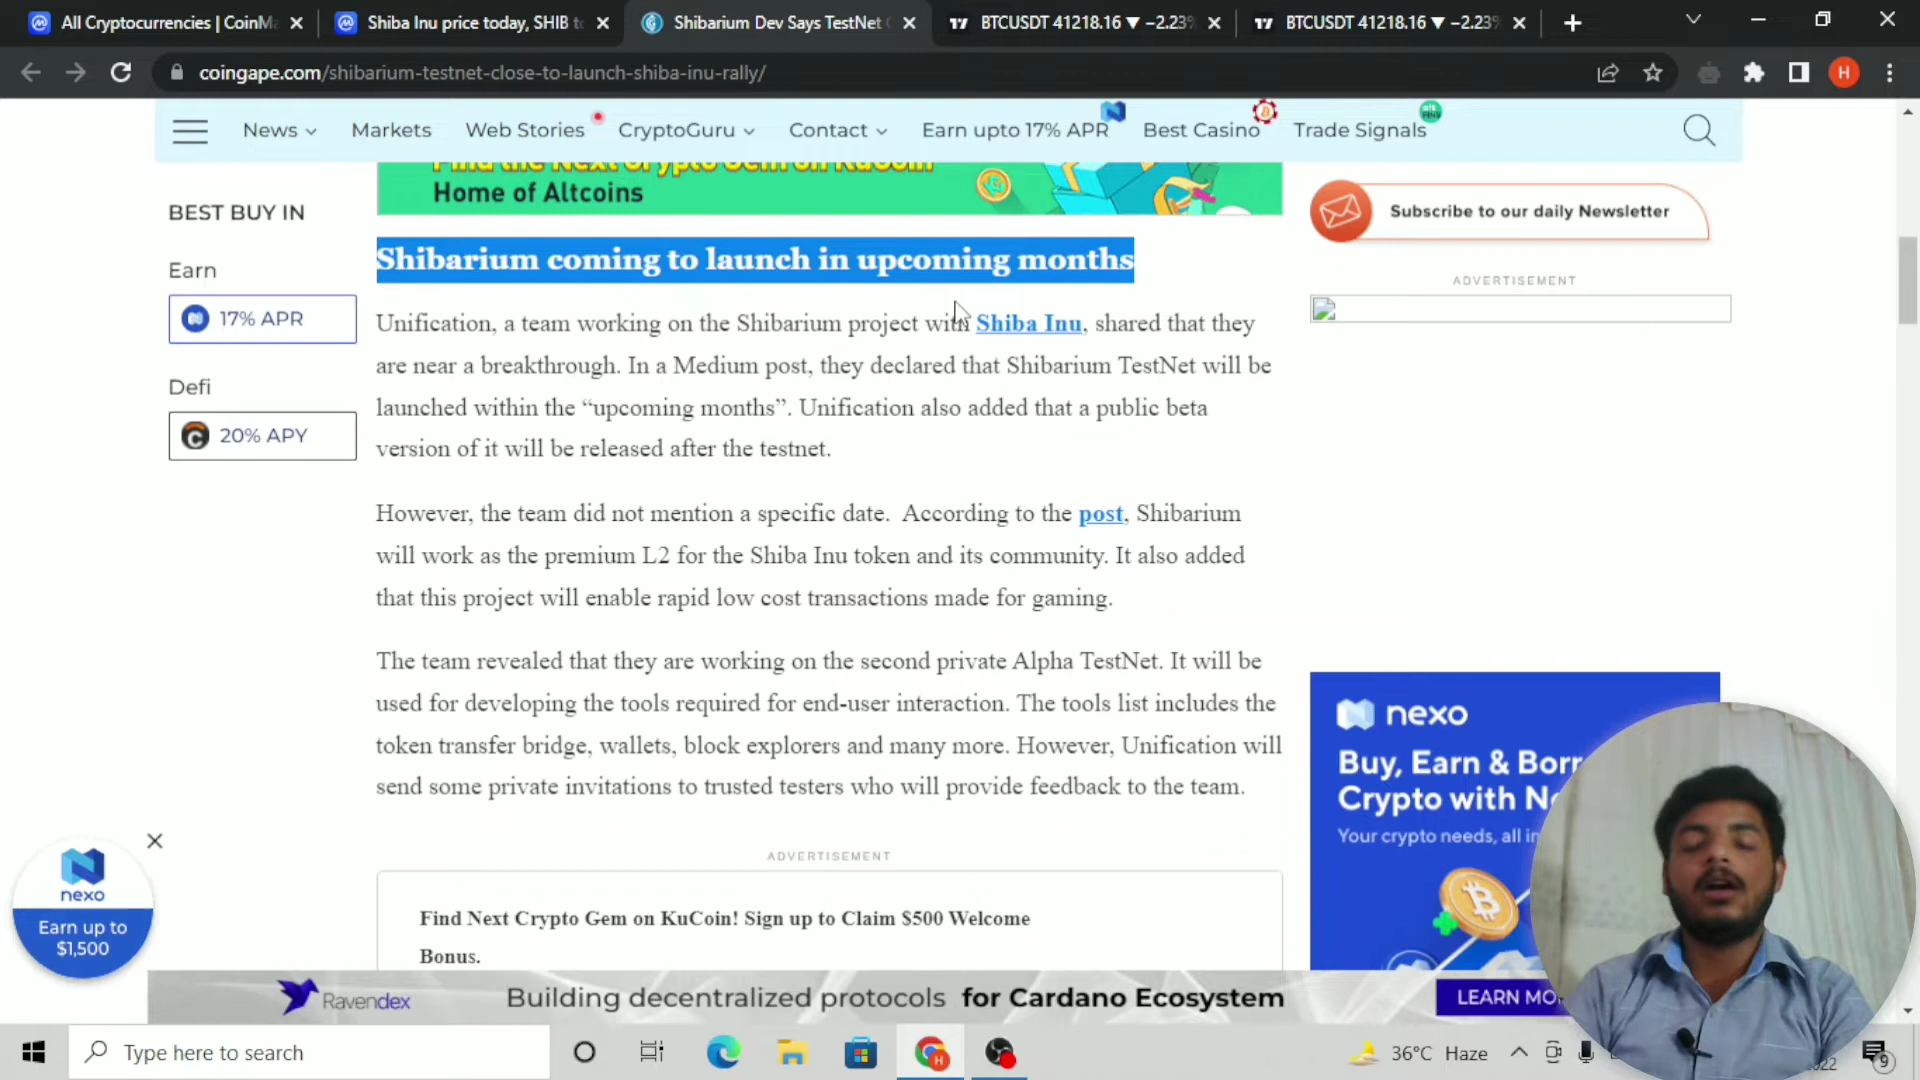 All Cryptocurrencies | CoinMa
Shiba Inu price today, SHIB to
Shibarium Dev Says TestNet
BTCUSDT 41218.16 ▼ −2.23%
BTCUSDT 41218.16 ▼ −2.23%
coingape.com/shibarium-testnet-close-to-launch-shiba-inu-rally/
H
News
Markets
Web Stories
CryptoGuru
Contact
Earn upto 17% APR
Best Casino
Trade Signals
Find the Next Crypto Gem on KuCoin
Home of Altcoins
BEST BUY IN
Earn
17% APR
Defi
20% APY
Subscribe to our daily Newsletter
ADVERTISEMENT
Shibarium coming to launch in upcoming months
Unification, a team working on the Shibarium project with Shiba Inu, shared that they
are near a breakthrough. In a Medium post, they declared that Shibarium TestNet will be
launched within the “upcoming months”. Unification also added that a public beta
version of it will be released after the testnet.
However, the team did not mention a specific date. According to the post, Shibarium
will work as the premium L2 for the Shiba Inu token and its community. It also added
that this project will enable rapid low cost transactions made for gaming.
The team revealed that they are working on the second private Alpha TestNet. It will be
used for developing the tools required for end-user interaction. The tools list includes the
token transfer bridge, wallets, block explorers and many more. However, Unification will
send some private invitations to trusted testers who will provide feedback to the team.
ADVERTISEMENT
Find Next Crypto Gem on KuCoin! Sign up to Claim $500 Welcome
Bonus.
nexo
Buy, Earn & Borr
Crypto with Ne
Your crypto needs, all in
nexo
Earn up to
$1,500
Ravendex
Building decentralized protocols for Cardano Ecosystem
LEARN MO
Type here to search
36°C Haze
022
9